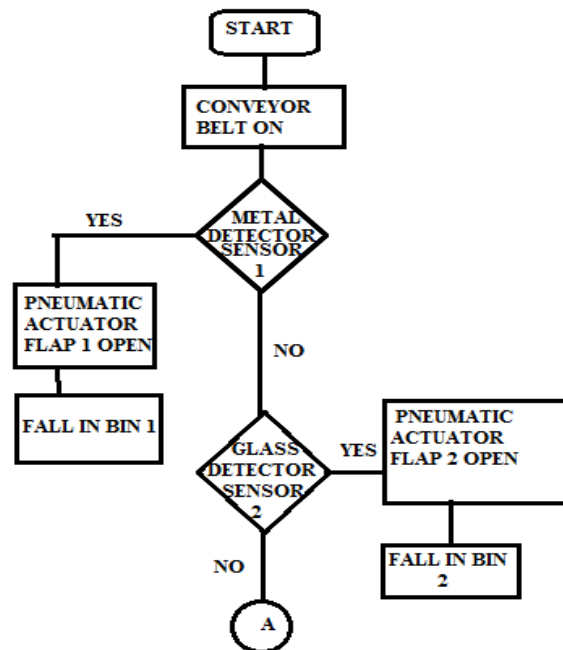 START
CONVEYOR
BELT ON
METAL
DETECTOR
SENSOR
1
YES
PNEUMATIC
ACTUATOR
FLAP 1 OPEN
FALL IN BIN 1
NO
GLASS
DETECTOR
SENSOR
2
YES
PNEUMATIC
ACTUATOR
FLAP 2 OPEN
FALL IN BIN
2
NO
A